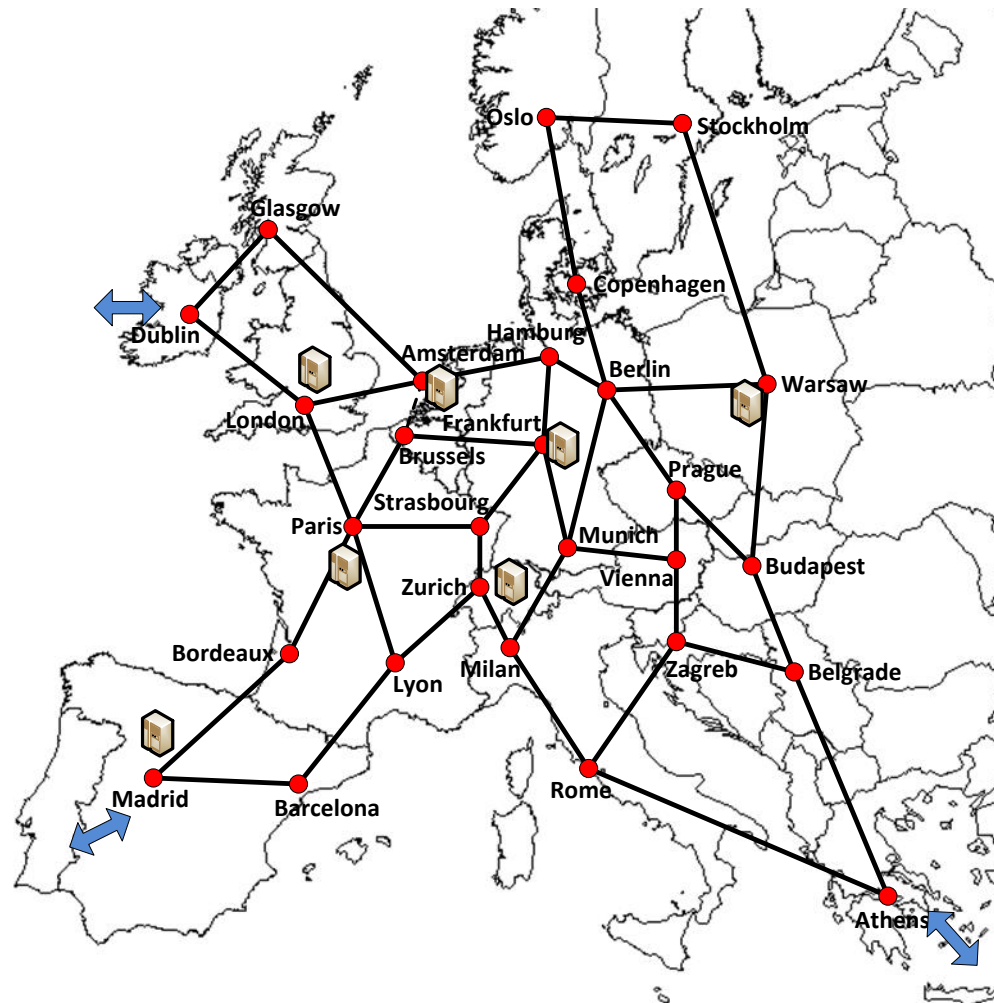 Oslo
Stockholm
Glasgow
Copenhagen
Dublin
Hamburg
Amsterdam
Berlin
Warsaw
London
Frankfurt
Brussels
Prague
Strasbourg
Paris
Munich
Vienna
Budapest
Zurich
Bordeaux
Lyon
Milan
Zagreb
Belgrade
Madrid
Barcelona
Rome
Athens